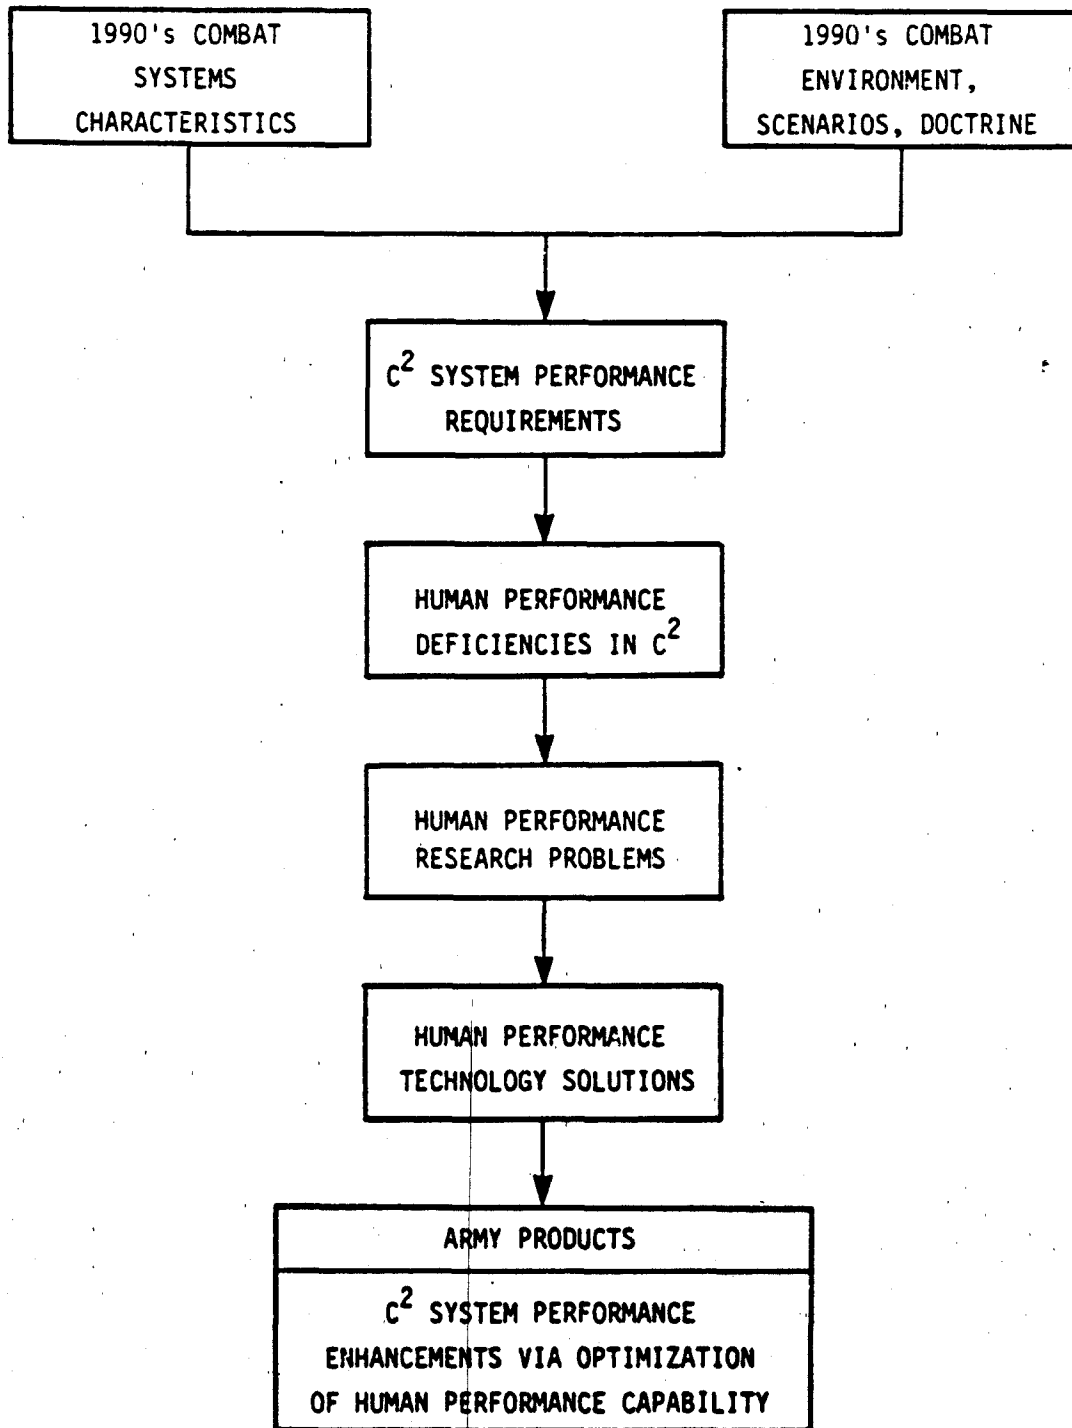 1990's COMBAT
SYSTEMS
CHARACTERISTICS
1990's COMBAT
ENVIRONMENT,
SCENARIOS, DOCTRINE
C² SYSTEM PERFORMANCE
REQUIREMENTS
HUMAN PERFORMANCE
DEFICIENCIES IN C²
HUMAN PERFORMANCE
RESEARCH PROBLEMS
HUMAN PERFORMANCE
TECHNOLOGY SOLUTIONS
ARMY PRODUCTS
C² SYSTEM PERFORMANCE
ENHANCEMENTS VIA OPTIMIZATION
OF HUMAN PERFORMANCE CAPABILITY